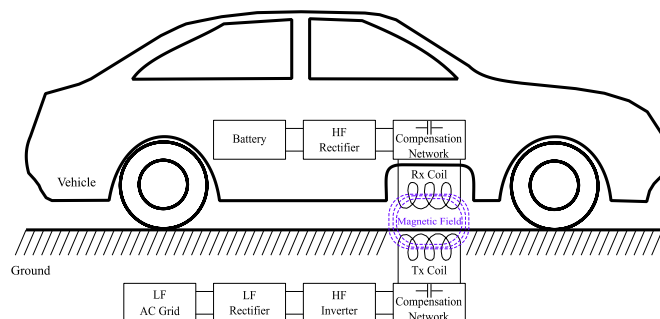 Battery
HF
Rectifier
Compensation
Network
Vehicle
Rx Coil
Magnetic Field
Ground
Tx Coil
LF
AC Grid
LF
Rectifier
HF
Inverter
Compensation
Network